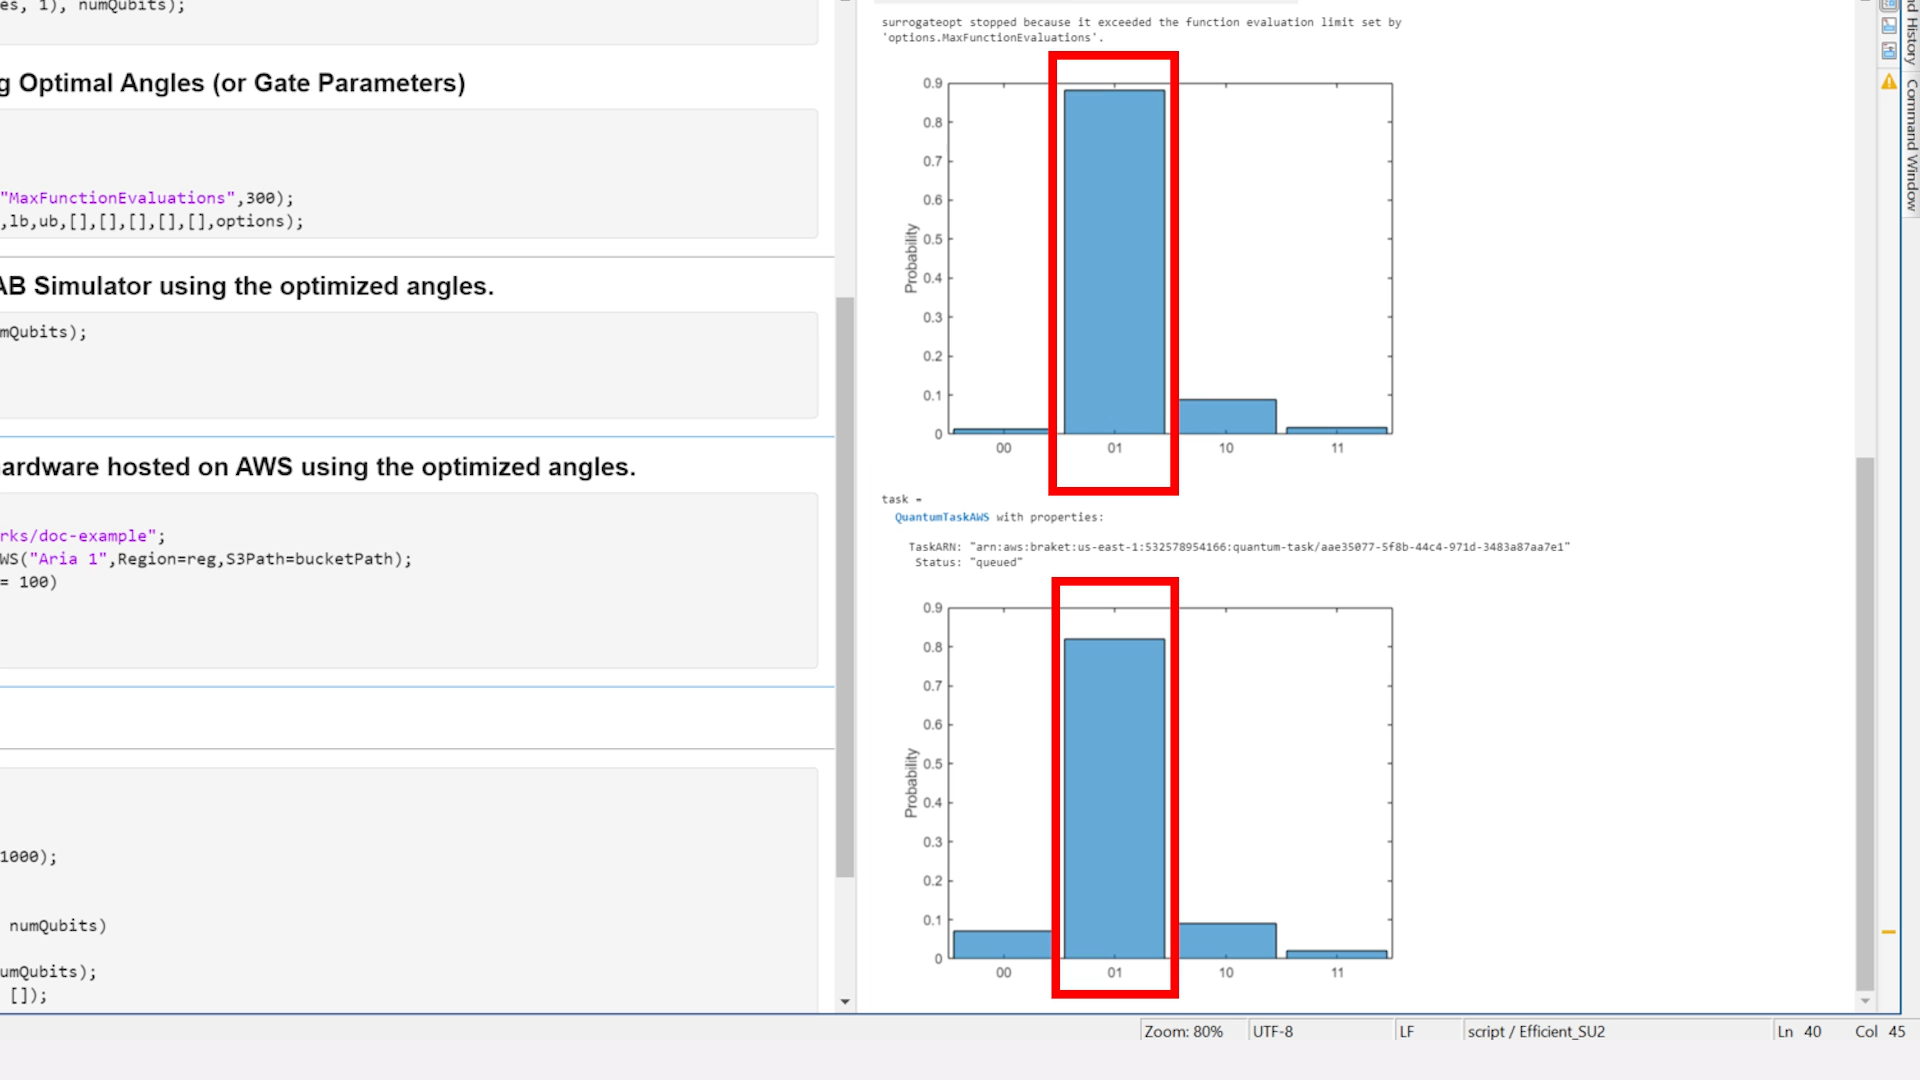 es, 1), numQubits);
g Optimal Angles (or Gate Parameters)
"MaxFunctionEvaluations",300);
,lb,ub,[],[],[],[],[],options);
AB Simulator using the optimized angles.
mQubits);
ardware hosted on AWS using the optimized angles.
rks/doc-example";
WS("Aria 1",Region=reg,S3Path=bucketPath);
= 100)
1000);
numQubits)
umQubits);
[]);
surrogateopt stopped because it exceeded the function evaluation limit set by
'options.MaxFunctionEvaluations'.
0.9
0.8
0.7
0.6
0.5
0.4
0.3
0.2
0.1
0
Probability
00 01 10 11
task =
QuantumTaskAWS with properties:
TaskARN: "arn:aws:braket:us-east-1:532578954166:quantum-task/aae35077-5f8b-44c4-971d-3483a87aa7e1"
Status: "queued"
0.9
0.8
0.7
0.6
0.5
0.4
0.3
0.2
0.1
0
Probability
00 01 10 11
nd History
Command Window
Zoom: 80% UTF-8 LF script / Efficient_SU2 Ln 40 Col 45